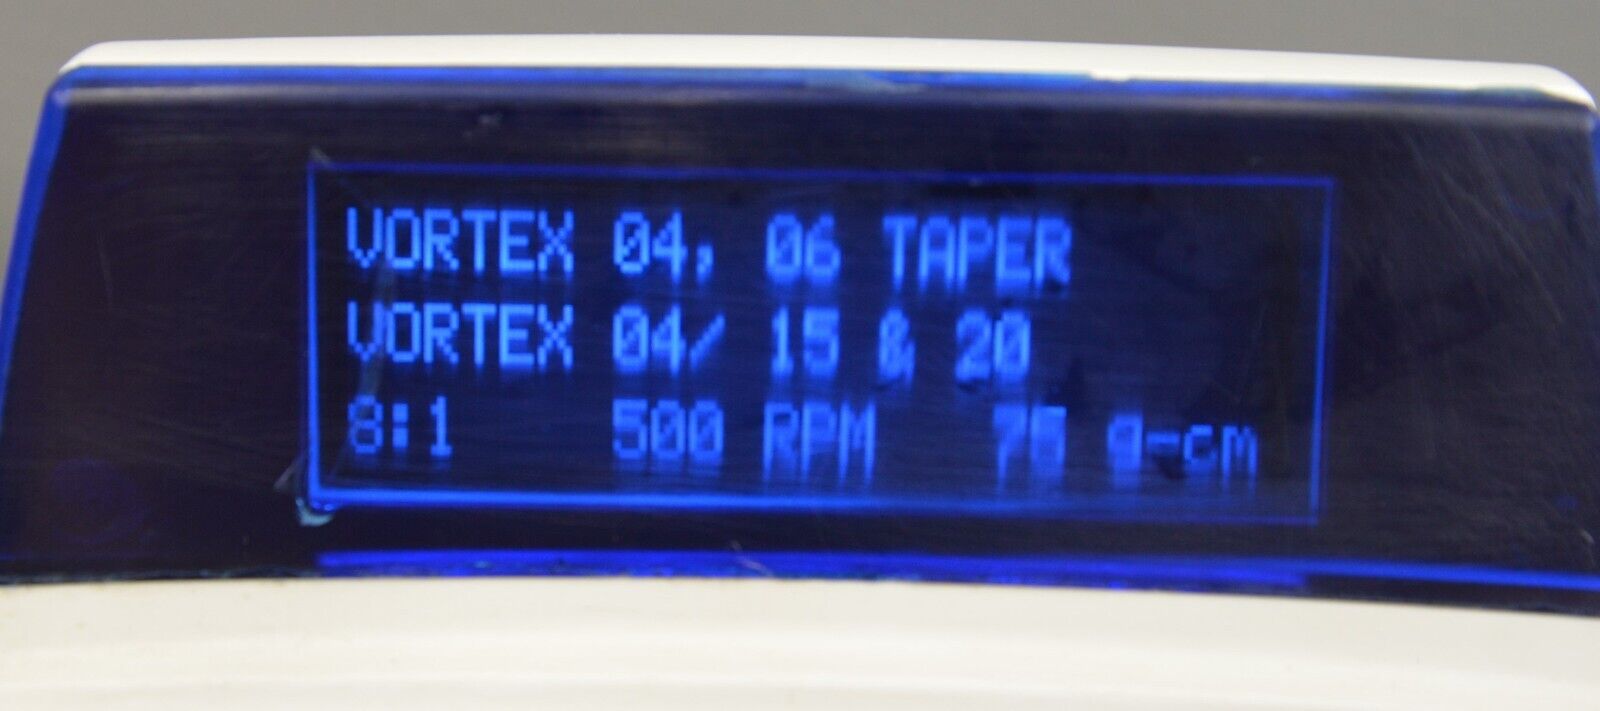 VORTEX 04, 06 TAPER
VORTEX 04/ 15 & 20
8:1 500 RPM 75 g-cm